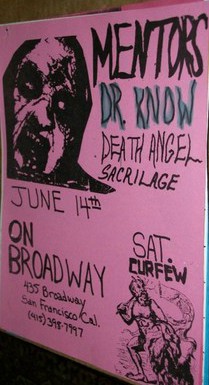 MENTORS
DR. KNOW
DEATH ANGEL
SACRILAGE
JUNE 14th
ON
BROADWAY
435 Broadway
San Francisco Cal.
(415) 398-7997
SAT.
CURFEW